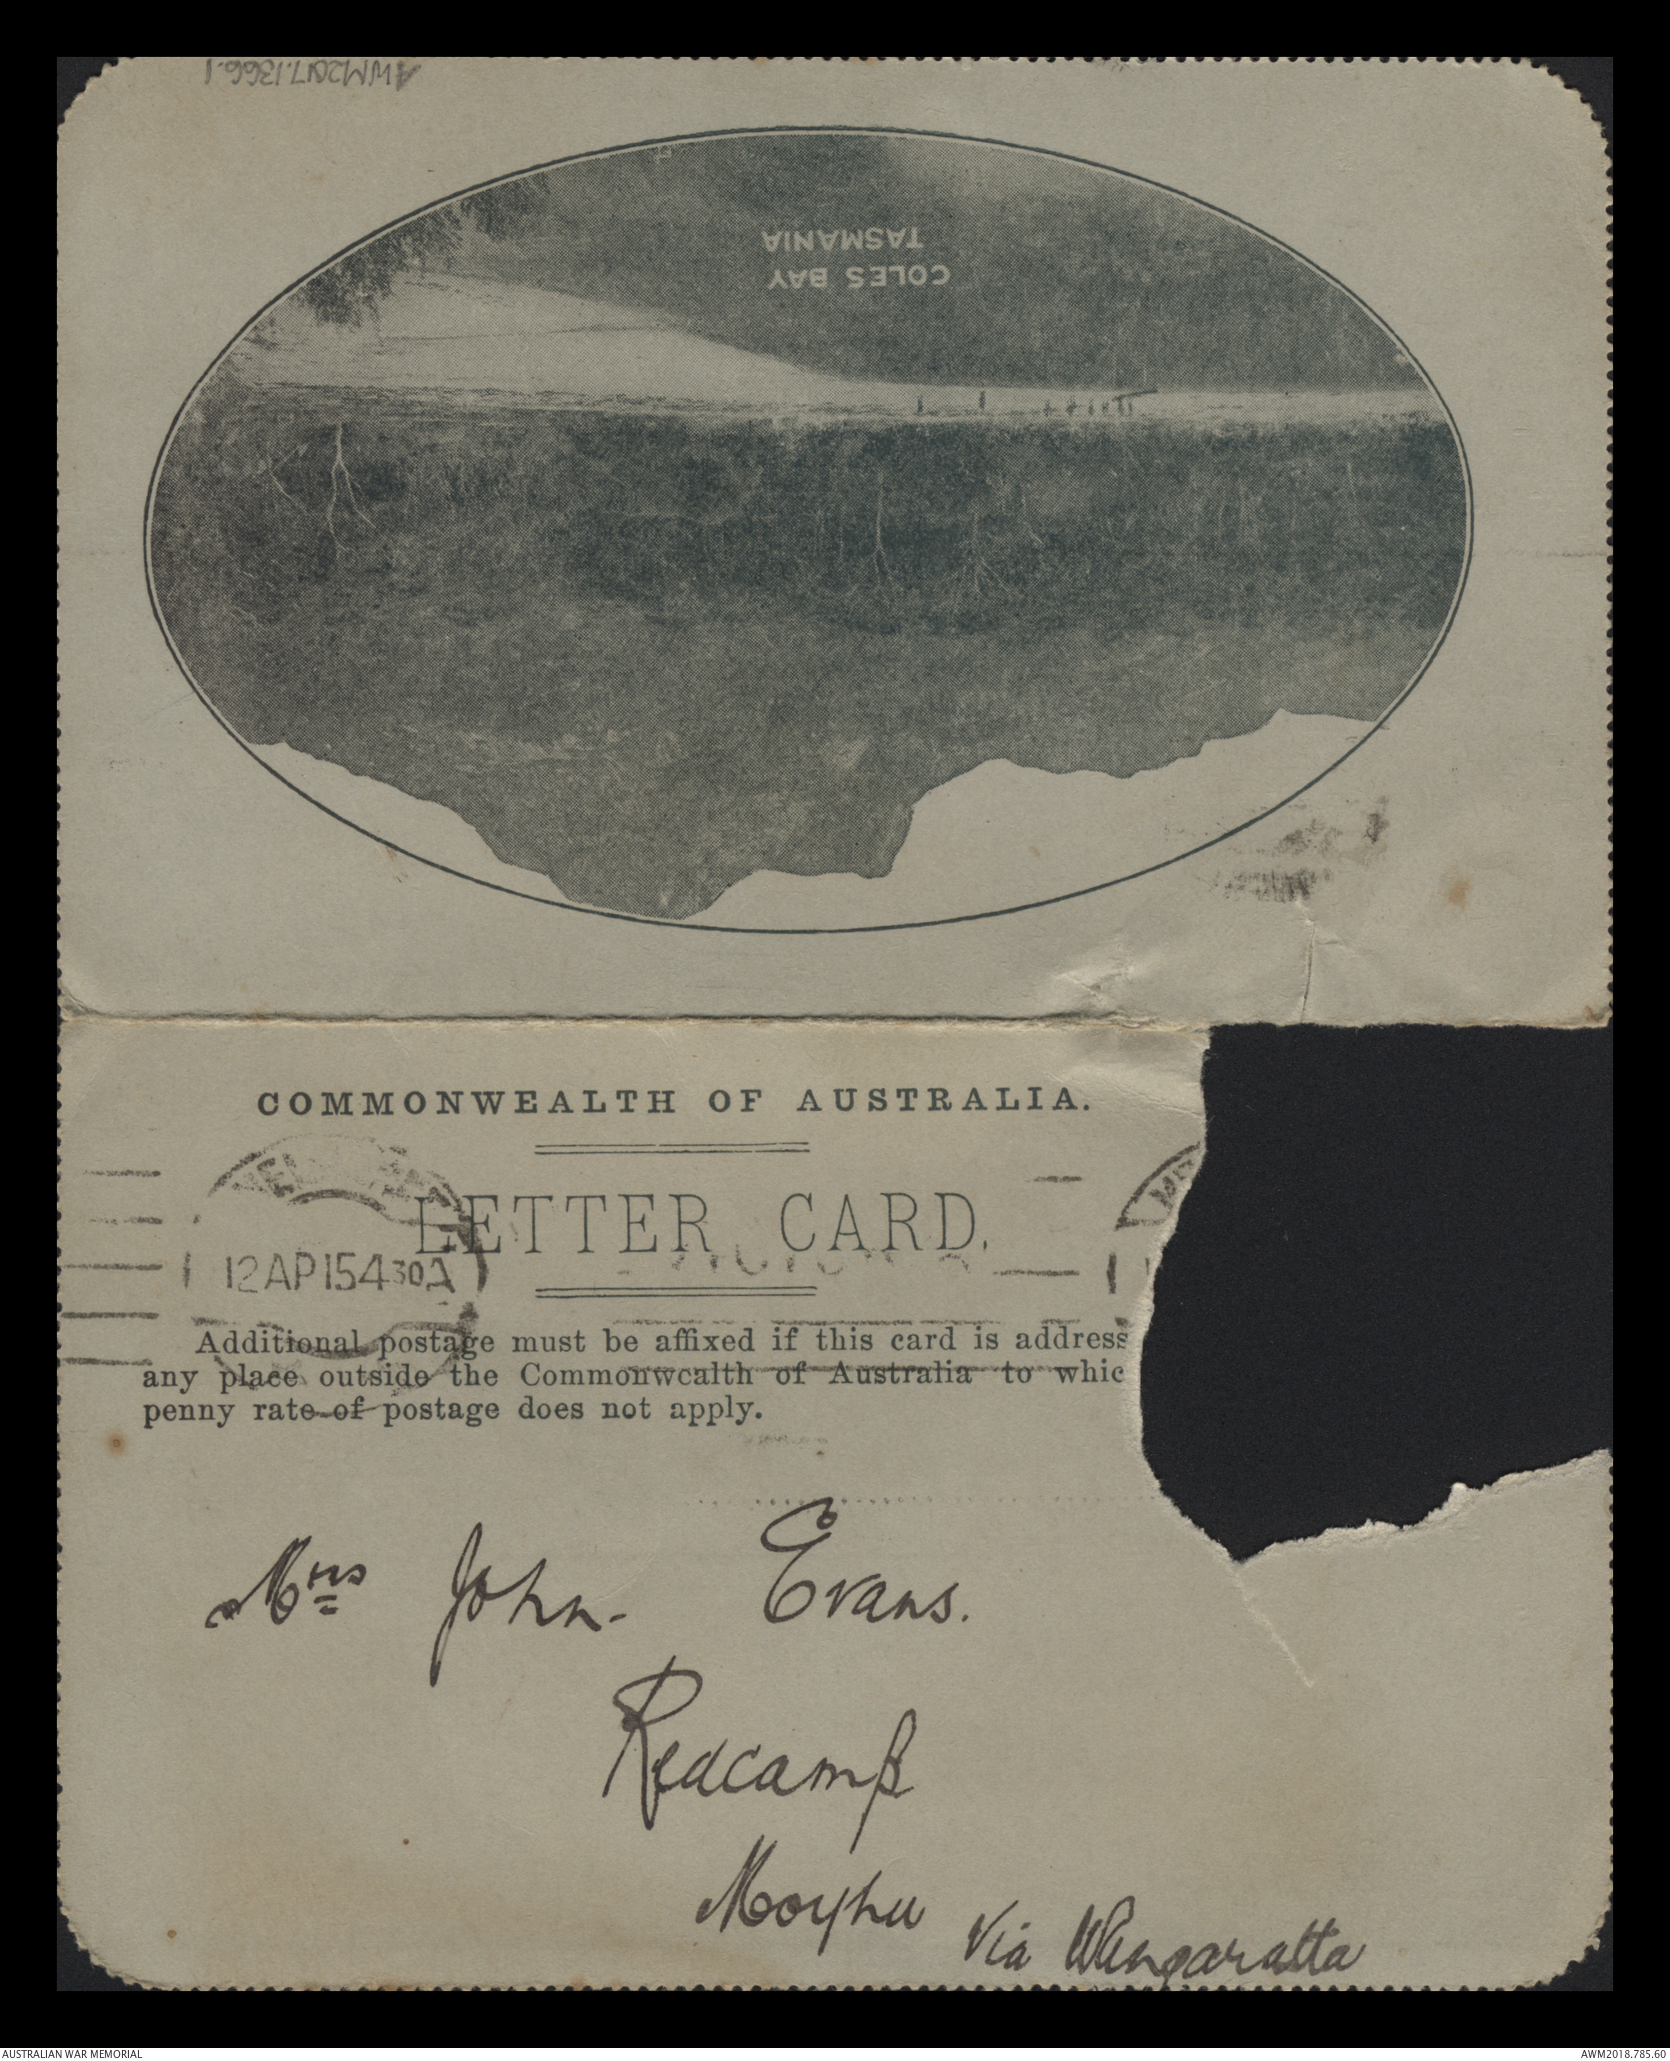 AWM2017.1366.1
COLES BAY
TASMANIA
COMMONWEALTH OF AUSTRALIA.
LETTER CARD.
12AP15430A
Additional postage must be affixed if this card is address
any place outside the Commonwealth of Australia to whic
penny rate of postage does not apply.
Mrs John. Evans.
Redcamp
Moyhu
Via Wangaratta
AUSTRALIAN WAR MEMORIAL
AWM2018.785.60